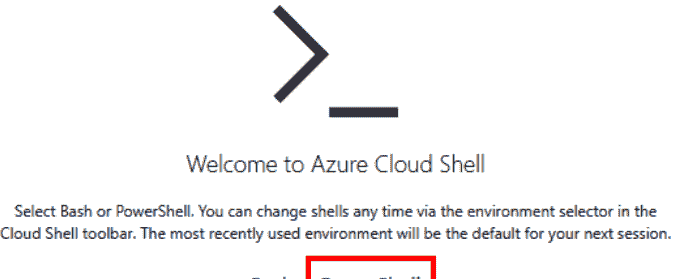 Welcome to Azure Cloud Shell
Select Bash or PowerShell. You can change shells any time via the environment selector in the
Cloud Shell toolbar. The most recently used environment will be the default for your next session.